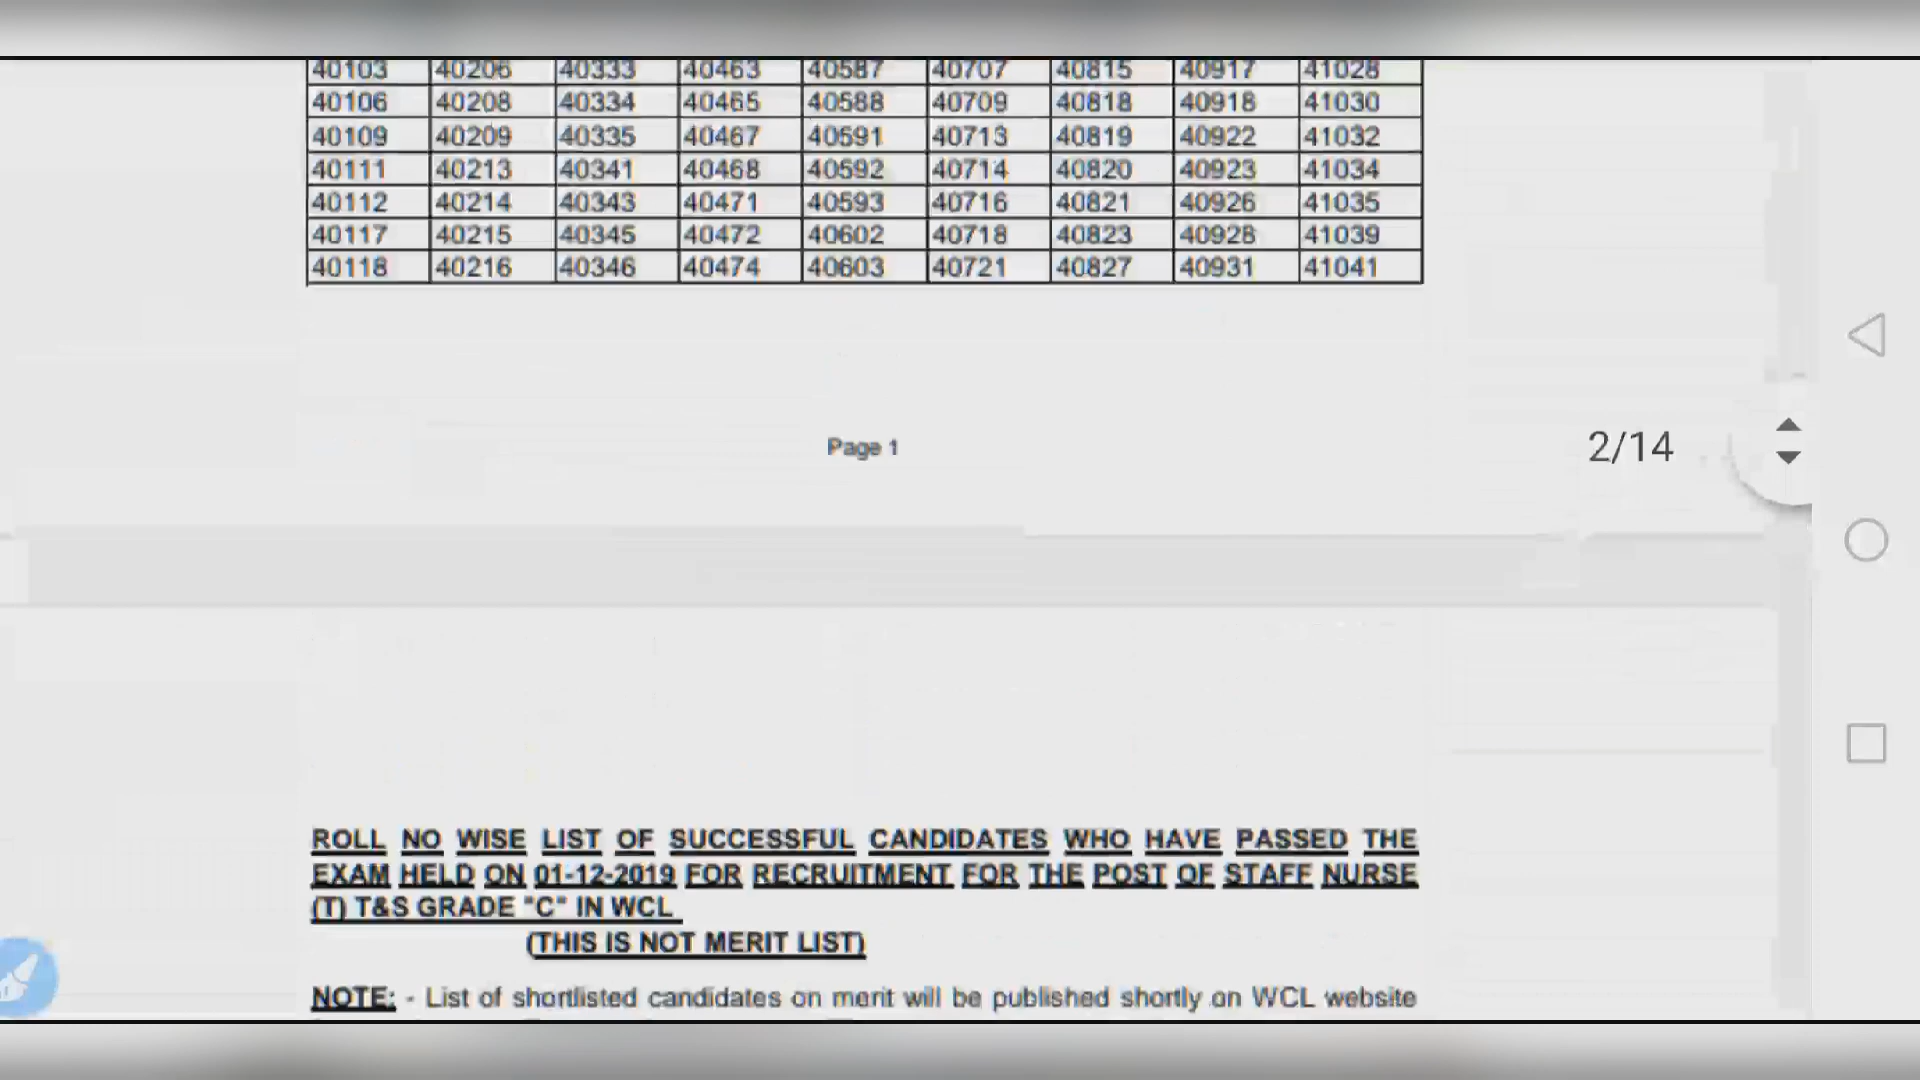 40103 40206 40333 40463 40587 40707 40815 40917 41028
40106 40208 40334 40465 40588 40709 40818 40918 41030
40109 40209 40335 40467 40591 40713 40819 40922 41032
40111 40213 40341 40468 40592 40714 40820 40923 41034
40112 40214 40343 40471 40593 40716 40821 40926 41035
40117 40215 40345 40472 40602 40718 40823 40928 41039
40118 40216 40346 40474 40603 40721 40827 40931 41041
Page 1
2/14
ROLL NO WISE LIST OF SUCCESSFUL CANDIDATES WHO HAVE PASSED THE
EXAM HELD ON 01-12-2019 FOR RECRUITMENT FOR THE POST OF STAFF NURSE
(T) T&S GRADE "C" IN WCL
(THIS IS NOT MERIT LIST)
NOTE: - List of shortlisted candidates on merit will be published shortly on WCL website